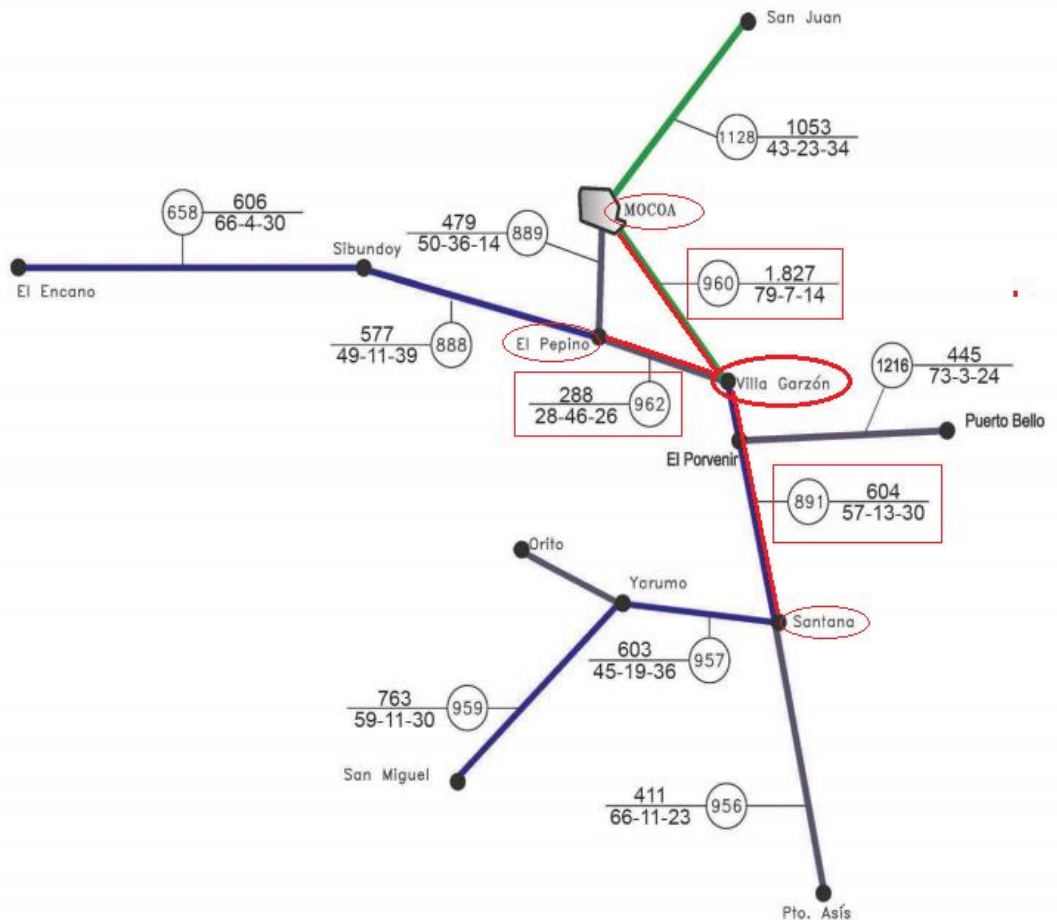 San Juan
1128
1053
43-23-34
MOCOA
658
606
66-4-30
479
50-36-14
889
Sibundoy
El Encano
960
1.827
79-7-14
577
49-11-39
888
El Pepino
288
28-46-26
962
Villa Garzón
1216
445
73-3-24
Puerto Bello
El Porvenir
891
604
57-13-30
Orito
Yarumo
Santana
603
45-19-36
957
763
59-11-30
959
San Miguel
411
66-11-23
956
Pto. Asís